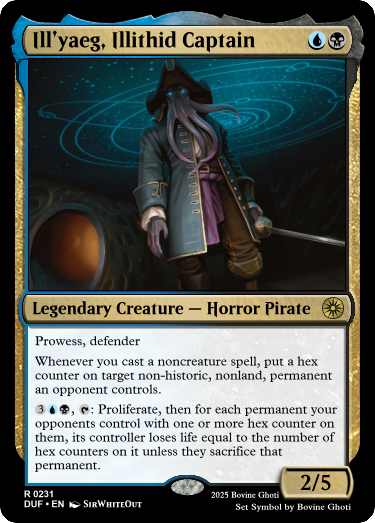 Ill'yaeg, Illithid Captain
Legendary Creature — Horror Pirate
Prowess, defender
Whenever you cast a noncreature spell, put a hex
counter on target non-historic, nonland, permanent
an opponent controls.
3, : Proliferate, then for each permanent your
opponents control with one or more hex counter on
them, its controller loses life equal to the number of
hex counters on it unless they sacrifice that
permanent.
2/5
R 0231
DUF • EN SirWhiteOut
2025 Bovine Ghoti
Set Symbol by Bovine Ghoti